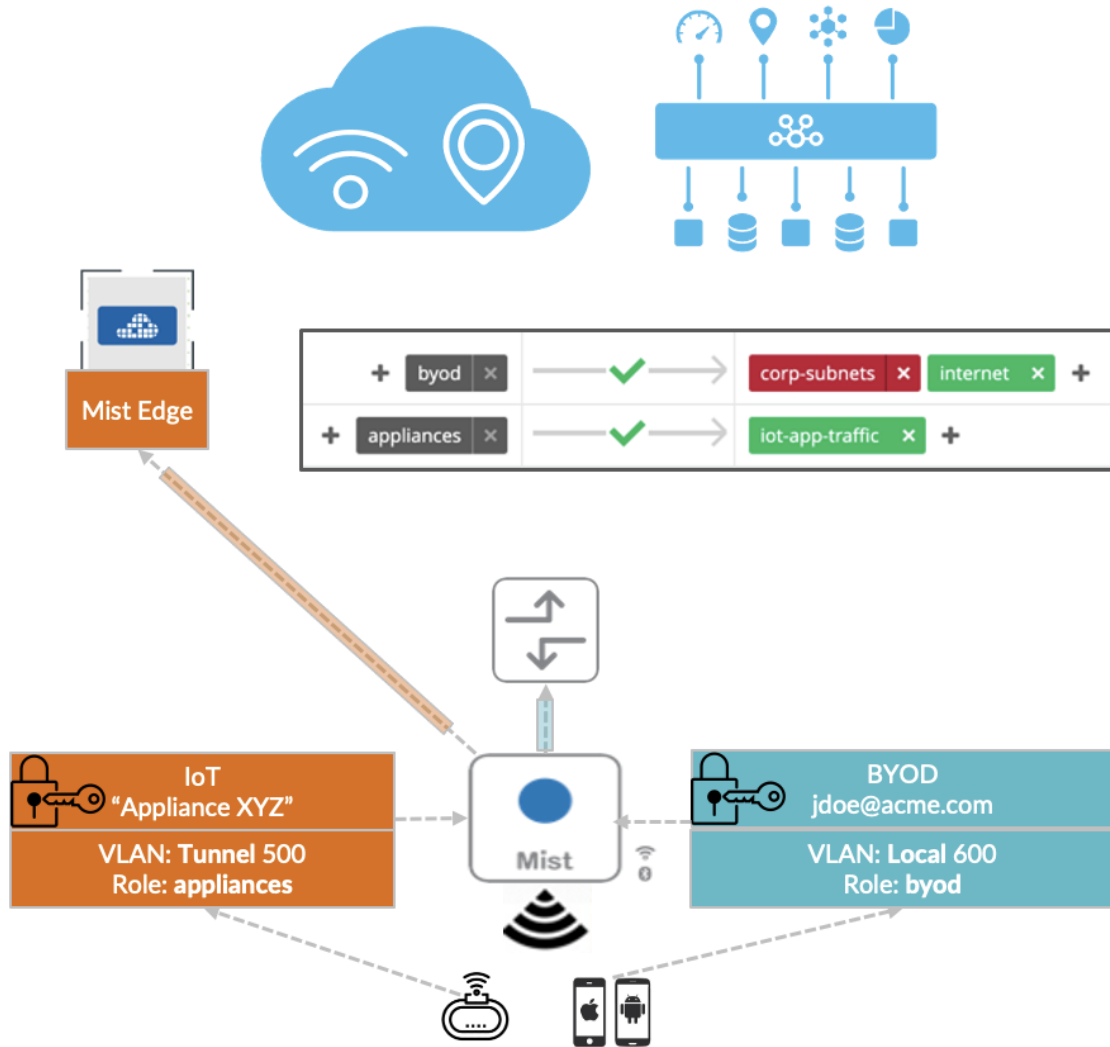 byod ×
corp-subnets ×
internet ×
appliances ×
iot-app-traffic ×
Mist Edge
IoT
“Appliance XYZ”
VLAN: Tunnel 500
Role: appliances
Mist
BYOD
jdoe@acme.com
VLAN: Local 600
Role: byod